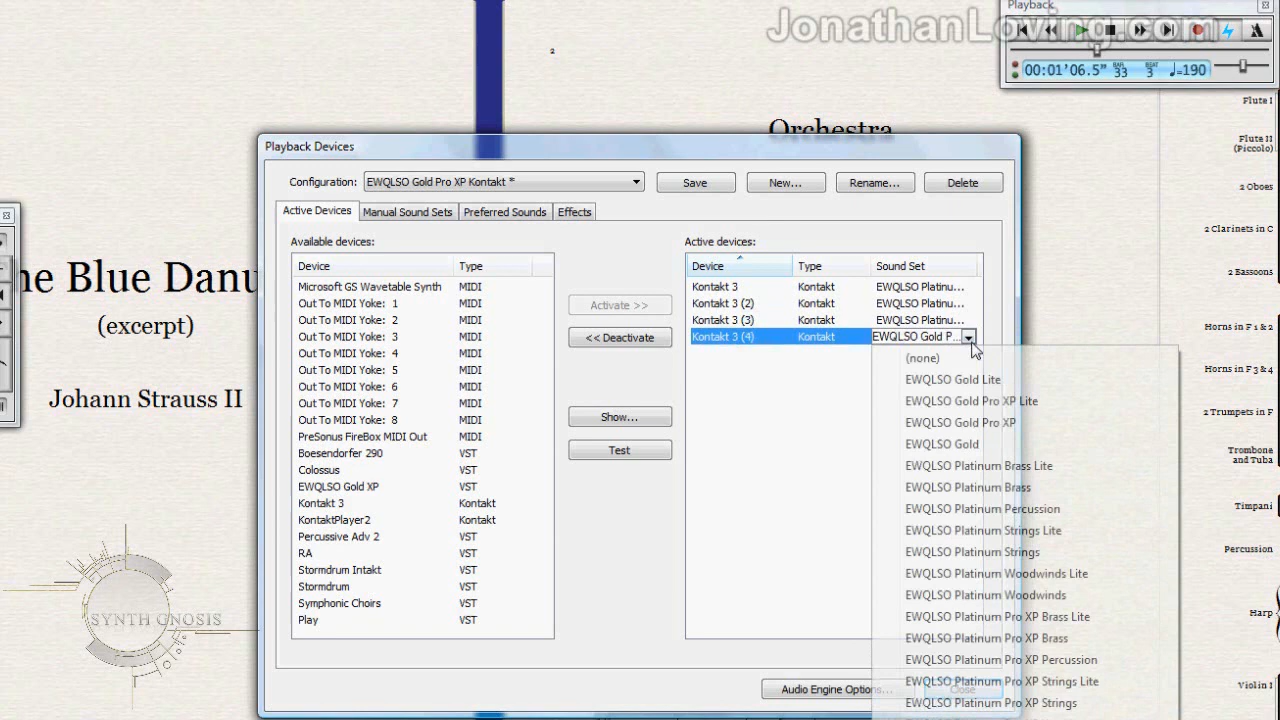 JonathanLoving.com
Playback
00:01'06.5" BAR 33 BEAT 3 ♩=190
2
Orchestra
Flute I
Flute II
(Piccolo)
2 Oboes
2 Clarinets in C
2 Bassoons
Horns in F 1 & 2
Horns in F 3 & 4
2 Trumpets in F
Trombone
and Tuba
Timpani
Percussion
Harp
Violin I
ne Blue Danu
(excerpt)
Johann Strauss II
SYNTH GNOSIS
Playback Devices
Configuration: EWQLSO Gold Pro XP Kontakt * Save New... Rename... Delete
Active Devices Manual Sound Sets Preferred Sounds Effects
Available devices:
Device Type
Microsoft GS Wavetable Synth MIDI
Out To MIDI Yoke: 1 MIDI
Out To MIDI Yoke: 2 MIDI
Out To MIDI Yoke: 3 MIDI
Out To MIDI Yoke: 4 MIDI
Out To MIDI Yoke: 5 MIDI
Out To MIDI Yoke: 6 MIDI
Out To MIDI Yoke: 7 MIDI
Out To MIDI Yoke: 8 MIDI
PreSonus FireBox MIDI Out MIDI
Boesendorfer 290 VST
Colossus VST
EWQLSO Gold XP VST
Kontakt 3 Kontakt
KontaktPlayer2 Kontakt
Percussive Adv 2 VST
RA VST
Stormdrum Intakt VST
Stormdrum VST
Symphonic Choirs VST
Play VST
Activate >>
<< Deactivate
Show...
Test
Active devices:
Device Type Sound Set
Kontakt 3 Kontakt EWQLSO Platinu...
Kontakt 3 (2) Kontakt EWQLSO Platinu...
Kontakt 3 (3) Kontakt EWQLSO Platinu...
Kontakt 3 (4) Kontakt EWQLSO Gold P...
(none)
EWQLSO Gold Lite
EWQLSO Gold Pro XP Lite
EWQLSO Gold Pro XP
EWQLSO Gold
EWQLSO Platinum Brass Lite
EWQLSO Platinum Brass
EWQLSO Platinum Percussion
EWQLSO Platinum Strings Lite
EWQLSO Platinum Strings
EWQLSO Platinum Woodwinds Lite
EWQLSO Platinum Woodwinds
EWQLSO Platinum Pro XP Brass Lite
EWQLSO Platinum Pro XP Brass
EWQLSO Platinum Pro XP Percussion
EWQLSO Platinum Pro XP Strings Lite
EWQLSO Platinum Pro XP Strings
Audio Engine Options... Close